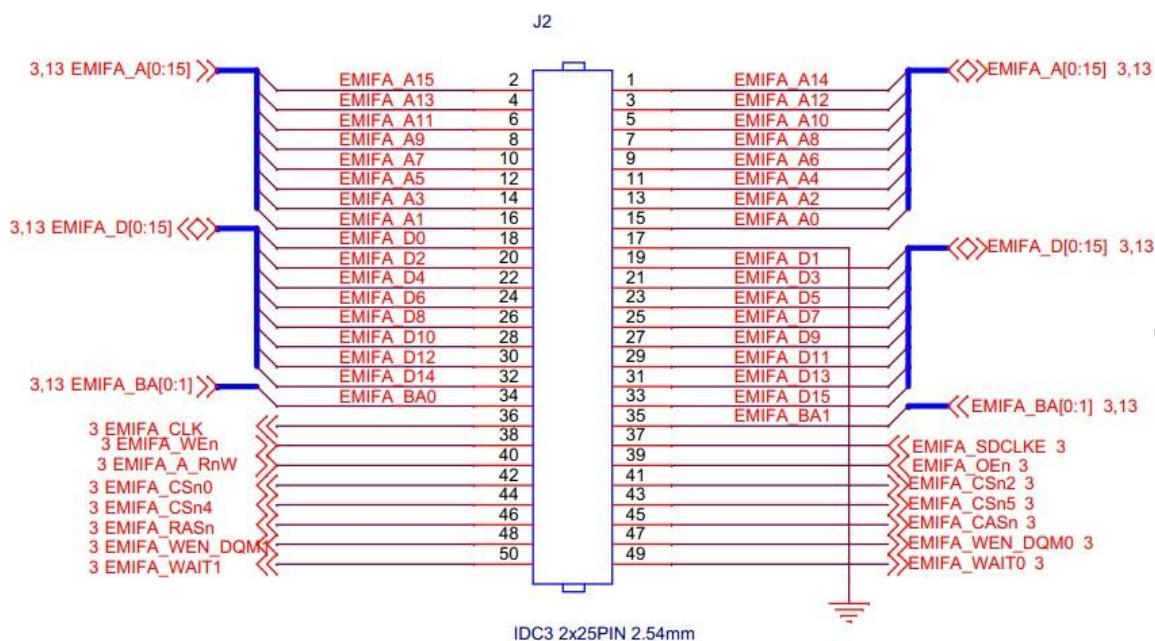 J2
3,13 EMIFA_A[0:15] EMIFA_A[0:15] 3,13
EMIFA_A15 2 1 EMIFA_A14
EMIFA_A13 4 3 EMIFA_A12
EMIFA_A11 6 5 EMIFA_A10
EMIFA_A9 8 7 EMIFA_A8
EMIFA_A7 10 9 EMIFA_A6
EMIFA_A5 12 11 EMIFA_A4
EMIFA_A3 14 13 EMIFA_A2
EMIFA_A1 16 15 EMIFA_A0
3,13 EMIFA_D[0:15] EMIFA_D0 18 17
EMIFA_D[0:15] 3,13
EMIFA_D2 20 19 EMIFA_D1
EMIFA_D4 22 21 EMIFA_D3
EMIFA_D6 24 23 EMIFA_D5
EMIFA_D8 26 25 EMIFA_D7
EMIFA_D10 28 27 EMIFA_D9
EMIFA_D12 30 29 EMIFA_D11
EMIFA_D14 32 31 EMIFA_D13
3,13 EMIFA_BA[0:1] EMIFA_BA0 34 33 EMIFA_D15
EMIFA_BA[0:1] 3,13
36 35 EMIFA_BA1
3 EMIFA_CLK 38 37 EMIFA_SDCLKE 3
3 EMIFA_WEn 40 39 EMIFA_OEn 3
3 EMIFA_A_RnW 42 41 EMIFA_CSn2 3
3 EMIFA_CSn0 44 43 EMIFA_CSn5 3
3 EMIFA_CSn4 46 45 EMIFA_CASn 3
3 EMIFA_RASn 48 47 EMIFA_WEN_DQM0 3
3 EMIFA_WEN_DQM1 50 49 EMIFA_WAIT0 3
3 EMIFA_WAIT1
IDC3 2x25PIN 2.54mm